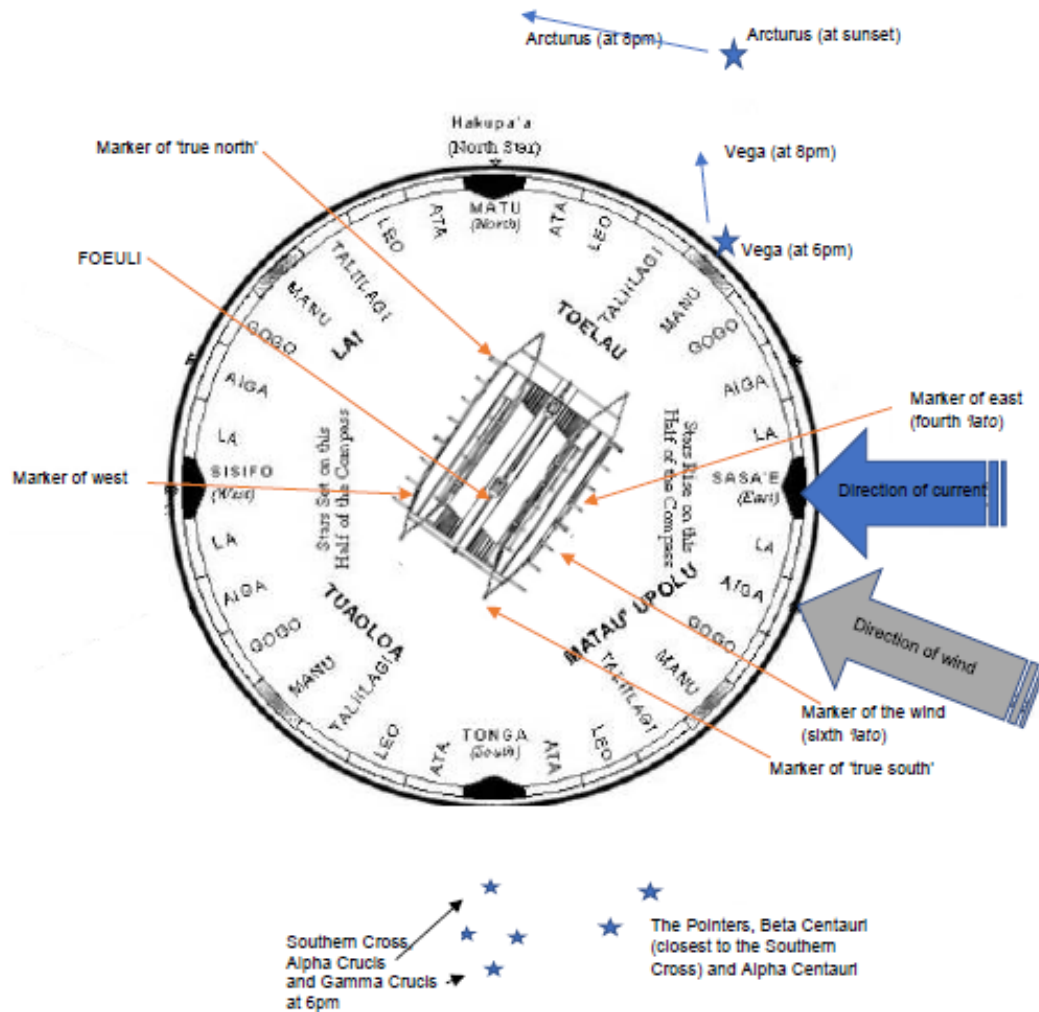 Arcturus (at 8pm)
Arcturus (at sunset)
Hakupa'a
(North Star)
Marker of 'true north'
Vega (at 8pm)
FOEULI
Vega (at 6pm)
MATU
(North)
ATA
LEO
TALIILAGI
MANU
GOGO
AIGA
LA
SASA'E
(East)
LA
AIGA
GOGO
MANU
TALIILAGI
LEO
ATA
TONGA
(South)
ATA
LEO
TALIILAGI
MANU
GOGO
AIGA
LA
SISIFO
(West)
LA
AIGA
GOGO
MANU
TALIILAGI
LEO
ATA
LAI
TOELAU
TUAOLOA
MATAU' UPOLU
Stars Set on this
Half of the Compass
Stars Rise on this
Half of the Compass
Marker of east
(fourth 'iato)
Marker of west
Direction of current
Direction of wind
Marker of the wind
(sixth 'iato)
Marker of 'true south'
Southern Cross,
Alpha Crucis
and Gamma Crucis
at 6pm
The Pointers, Beta Centauri
(closest to the Southern
Cross) and Alpha Centauri